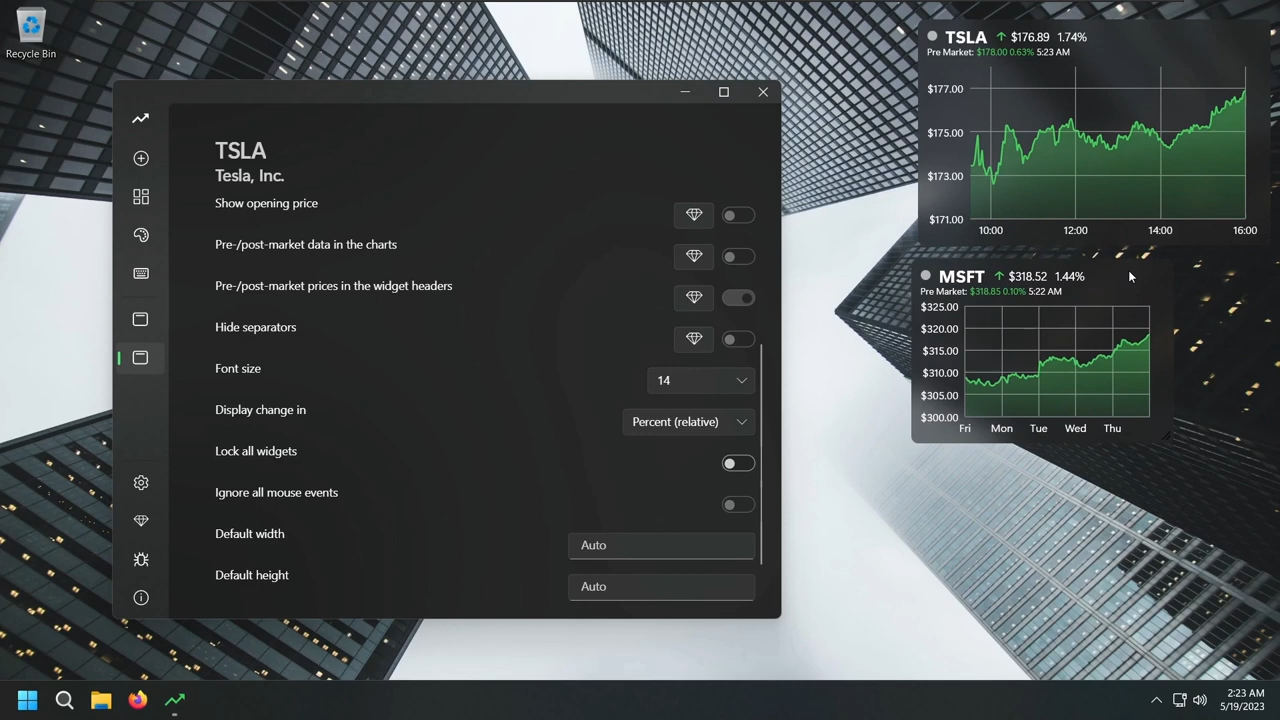 Recycle Bin
TSLA
Tesla, Inc.
Show opening price
Pre-/post-market data in the charts
Pre-/post-market prices in the widget headers
Hide separators
Font size
14
Display change in
Percent (relative)
Lock all widgets
Ignore all mouse events
Default width
Auto
Default height
Auto
TSLA $176.89 1.74%
Pre Market: $178.00 0.63% 5:23 AM
$177.00
$175.00
$173.00
$171.00
10:00 12:00 14:00 16:00
MSFT $318.52 1.44%
Pre Market: $318.85 0.10% 5:22 AM
$325.00
$320.00
$315.00
$310.00
$305.00
$300.00
Fri Mon Tue Wed Thu
2:23 AM
5/19/2023